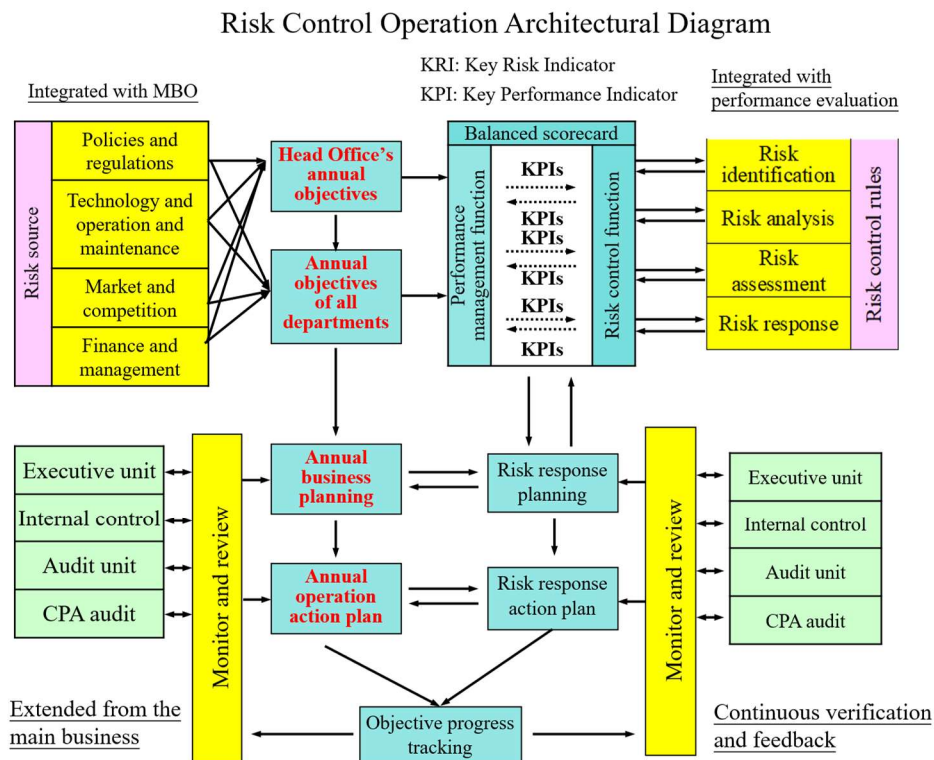 Risk Control Operation Architectural Diagram
KRI: Key Risk Indicator
KPI: Key Performance Indicator
Integrated with MBO
Integrated with
performance evaluation
Risk source
Policies and
regulations
Technology and
operation and
maintenance
Market and
competition
Finance and
management
Head Office's
annual
objectives
Annual
objectives
of all
departments
Balanced scorecard
Performance
management function
KPIs
KPIs
KPIs
KPIs
KPIs
KPIs
Risk control function
Risk
identification
Risk analysis
Risk
assessment
Risk response
Risk control rules
Executive unit
Internal control
Audit unit
CPA audit
Monitor and review
Annual
business
planning
Risk response
planning
Annual
operation
action plan
Risk response
action plan
Monitor and review
Executive unit
Internal control
Audit unit
CPA audit
Extended from the
main business
Objective progress
tracking
Continuous verification
and feedback